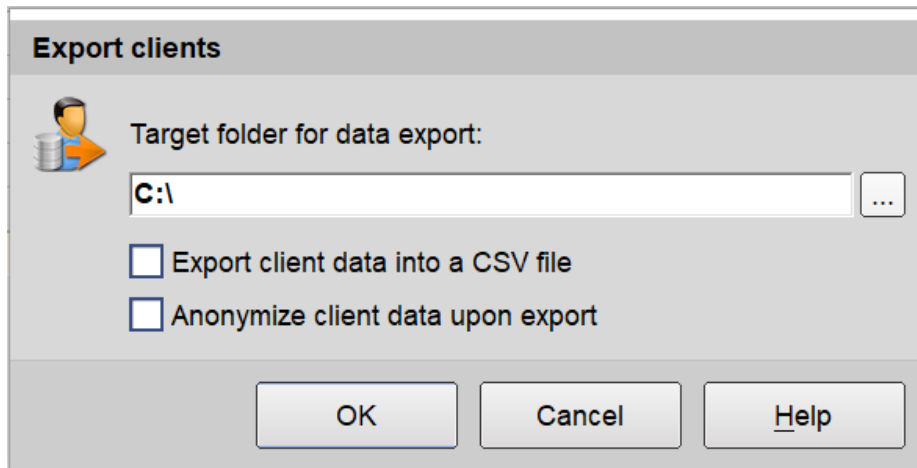 Export clients
Target folder for data export:
C:\
...
Export client data into a CSV file
Anonymize client data upon export
OK Cancel Help